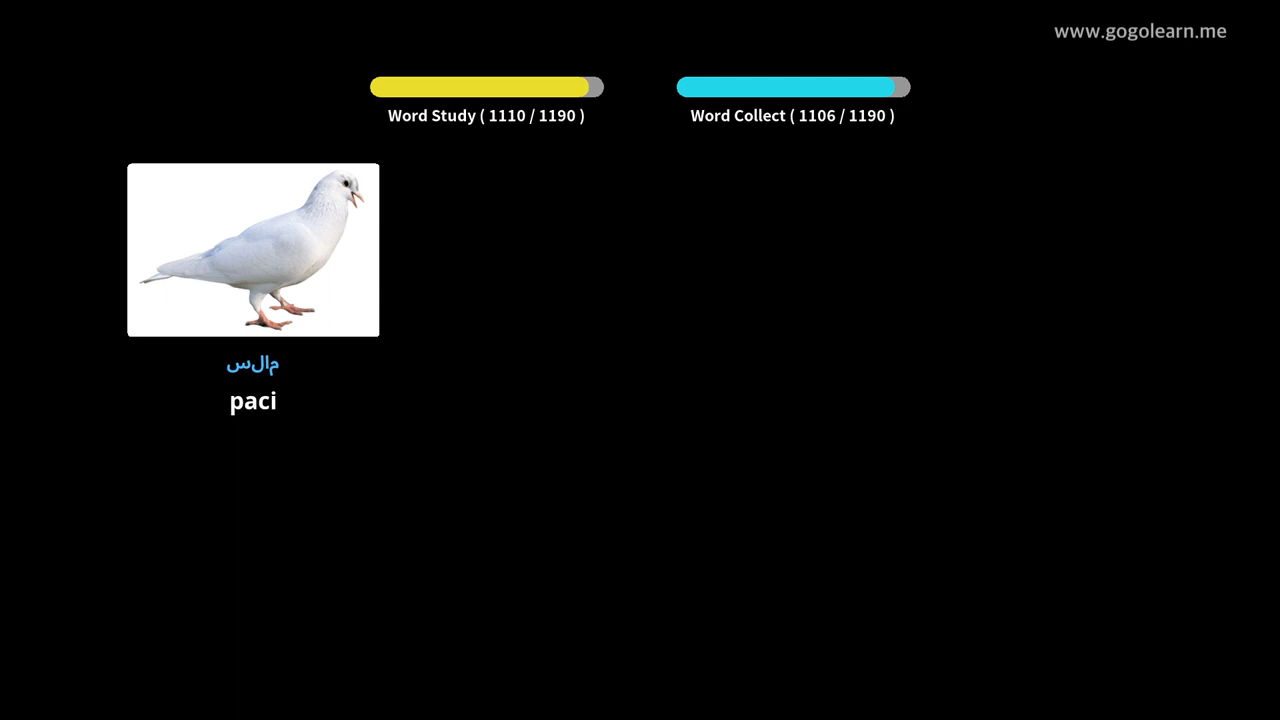 www.gogolearn.me
Word Study ( 1110 / 1190 )
Word Collect ( 1106 / 1190 )
مالس
paci